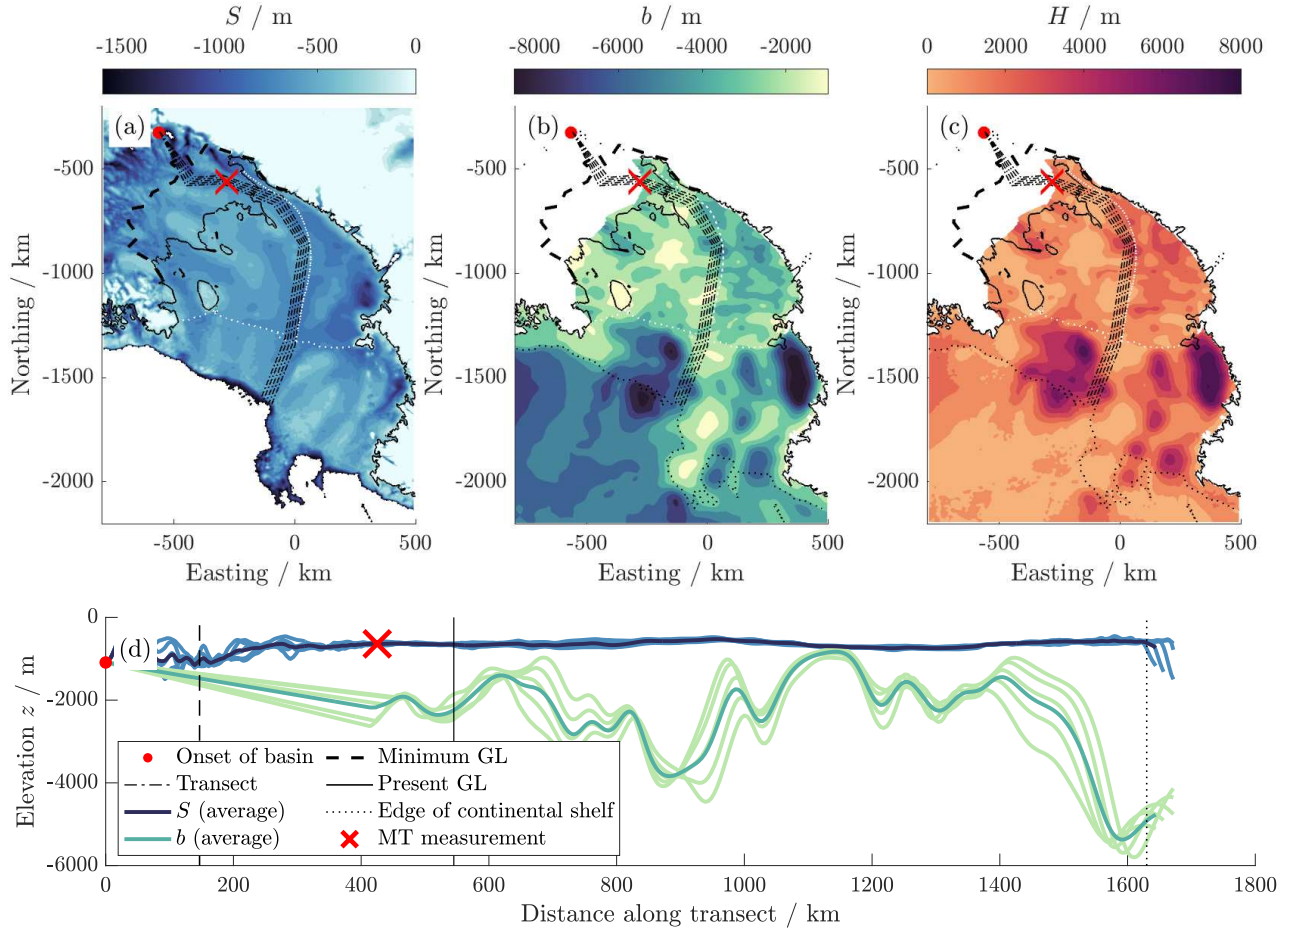 S / m
b / m
H / m
-1500 -1000 -500 0
-8000 -6000 -4000 -2000
0 2000 4000 6000 8000
(a)
(b)
(c)
-500
-1000
-1500
-2000
Northing / km
-500
-1000
-1500
-2000
Northing / km
-500
-1000
-1500
-2000
Northing / km
-500 0 500
-500 0 500
-500 0 500
Easting / km
Easting / km
Easting / km
(d)
0
-2000
-4000
-6000
Elevation z / m
Onset of basin
Minimum GL
Transect
Present GL
S (average)
Edge of continental shelf
b (average)
MT measurement
0 200 400 600 800 1000 1200 1400 1600 1800
Distance along transect / km